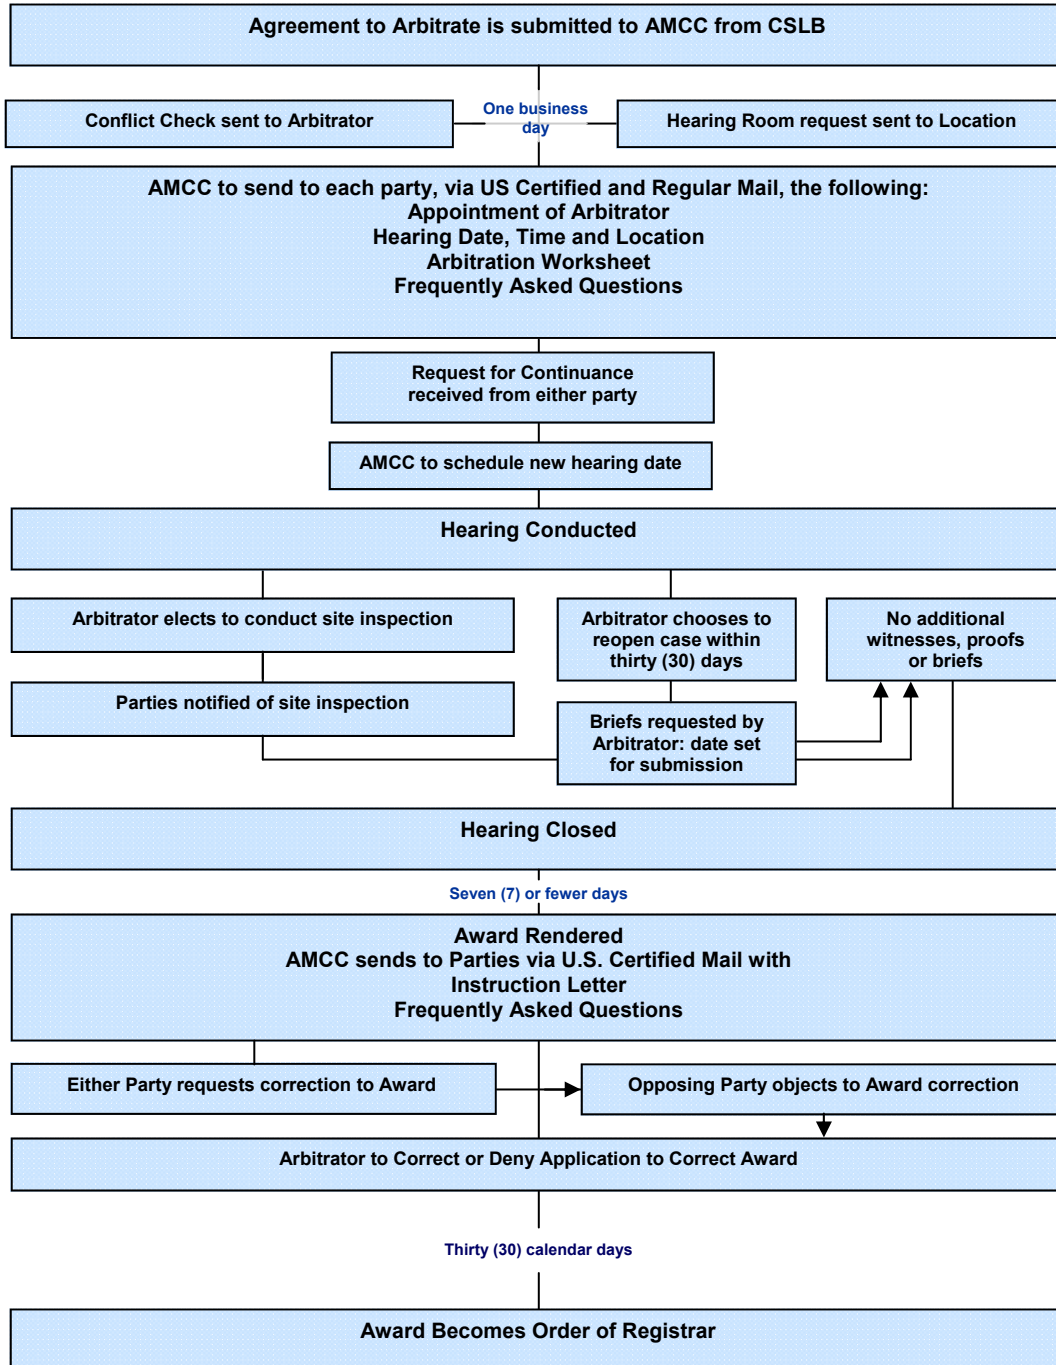 Agreement to Arbitrate is submitted to AMCC from CSLB
Conflict Check sent to Arbitrator
One business
day
Hearing Room request sent to Location
AMCC to send to each party, via US Certified and Regular Mail, the following:
Appointment of Arbitrator
Hearing Date, Time and Location
Arbitration Worksheet
Frequently Asked Questions
Request for Continuance
received from either party
AMCC to schedule new hearing date
Hearing Conducted
Arbitrator elects to conduct site inspection
Parties notified of site inspection
Arbitrator chooses to
reopen case within
thirty (30) days
Briefs requested by
Arbitrator: date set
for submission
No additional
witnesses, proofs
or briefs
Hearing Closed
Seven (7) or fewer days
Award Rendered
AMCC sends to Parties via U.S. Certified Mail with
Instruction Letter
Frequently Asked Questions
Either Party requests correction to Award
Opposing Party objects to Award correction
Arbitrator to Correct or Deny Application to Correct Award
Thirty (30) calendar days
Award Becomes Order of Registrar